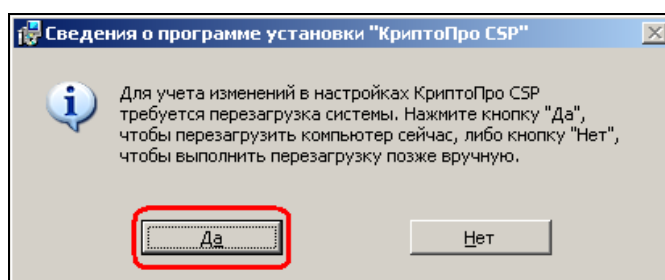 Сведения о программе установки "КриптоПро CSP"
Для учета изменений в настройках КриптоПро CSP
требуется перезагрузка системы. Нажмите кнопку "Да",
чтобы перезагрузить компьютер сейчас, либо кнопку "Нет",
чтобы выполнить перезагрузку позже вручную.
Да
Нет